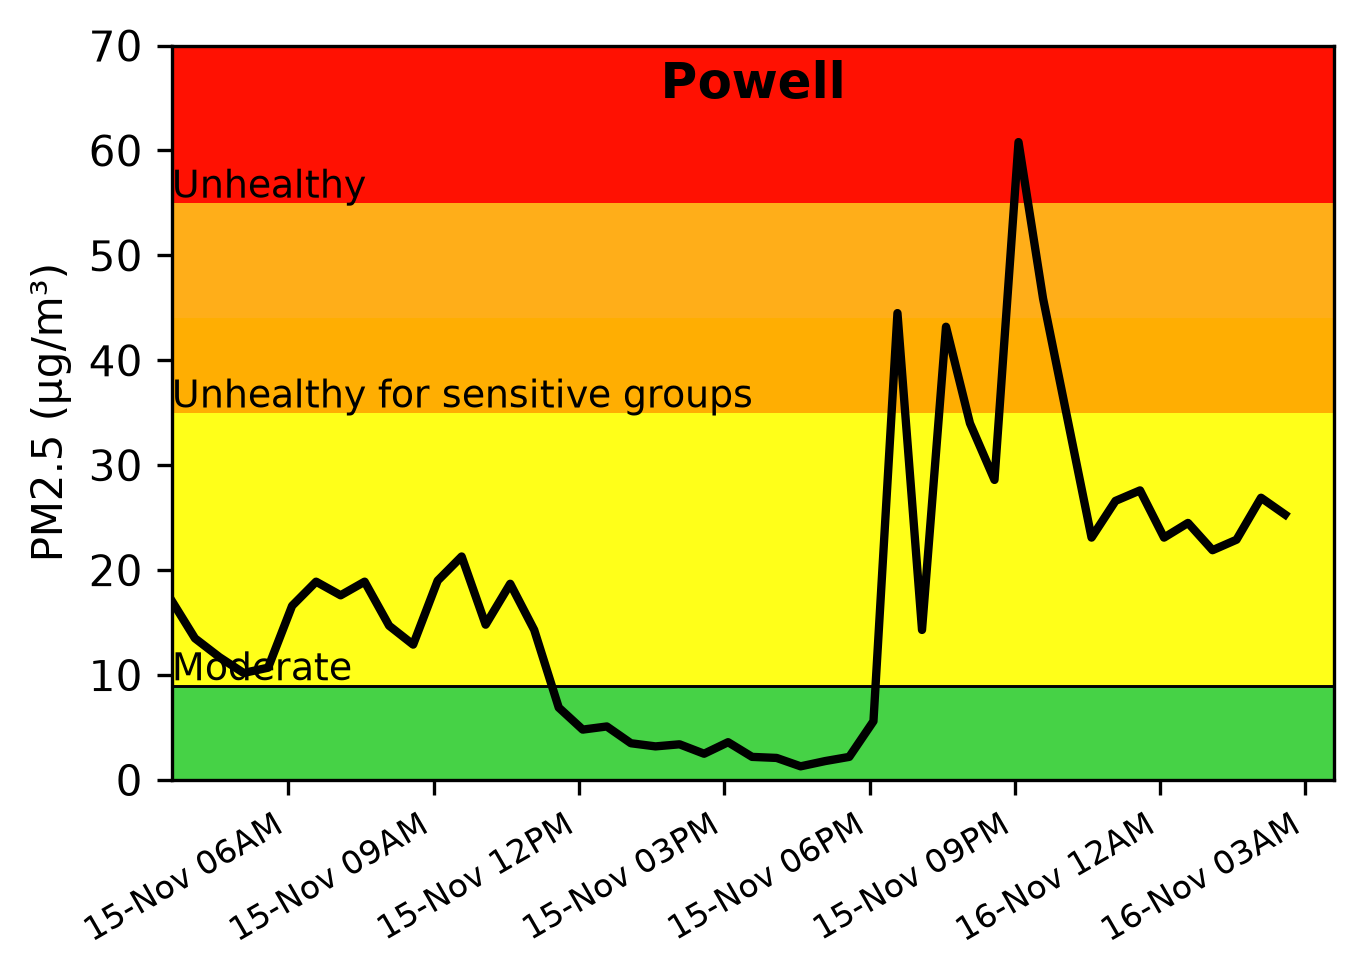 Powell
PM2.5 (µg/m³)
70
60
50
40
30
20
10
0
Unhealthy
Unhealthy for sensitive groups
Moderate
15-Nov 06AM
15-Nov 09AM
15-Nov 12PM
15-Nov 03PM
15-Nov 06PM
15-Nov 09PM
16-Nov 12AM
16-Nov 03AM